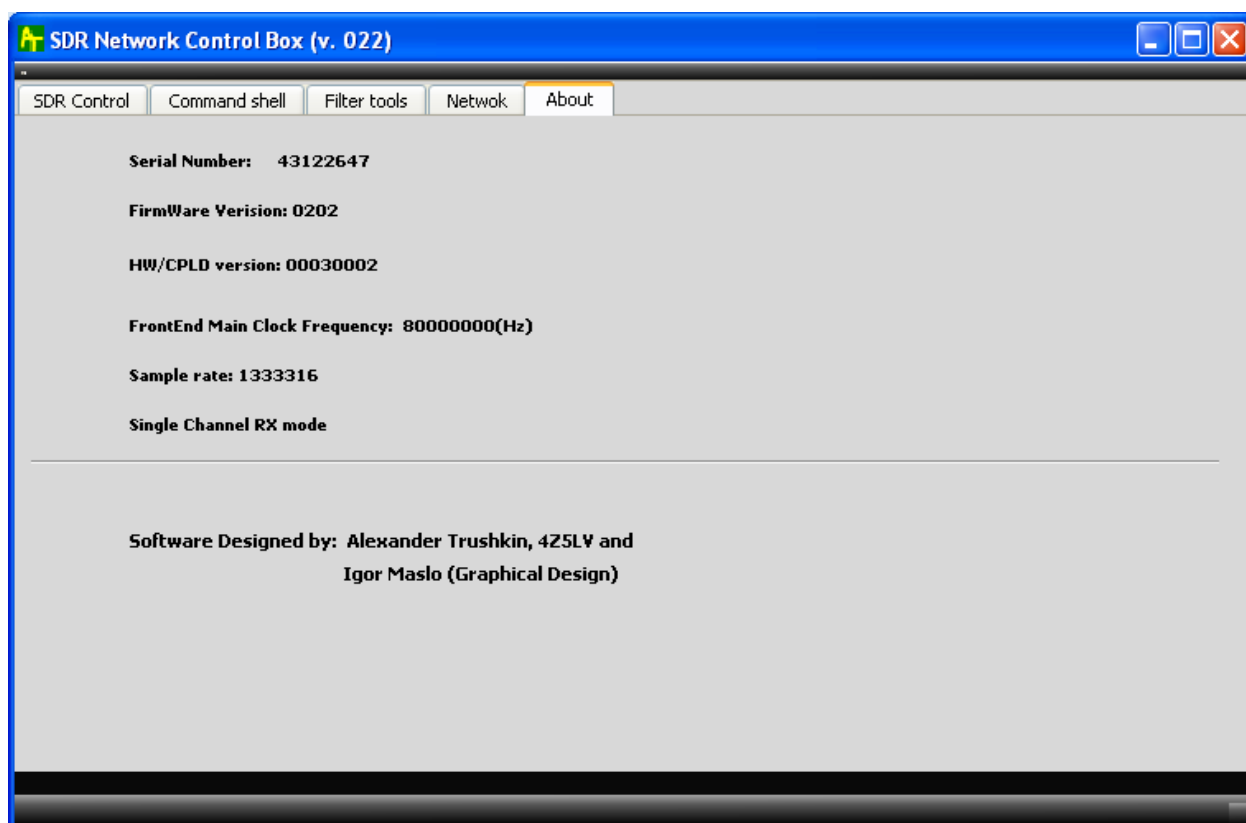 SDR Network Control Box (v. 022)
SDR Control Command shell Filter tools Netwok About
Serial Number: 43122647
FirmWare Verision: 0202
HW/CPLD version: 00030002
FrontEnd Main Clock Frequency: 80000000(Hz)
Sample rate: 1333316
Single Channel RX mode
Software Designed by: Alexander Trushkin, 4Z5LV and
Igor Maslo (Graphical Design)